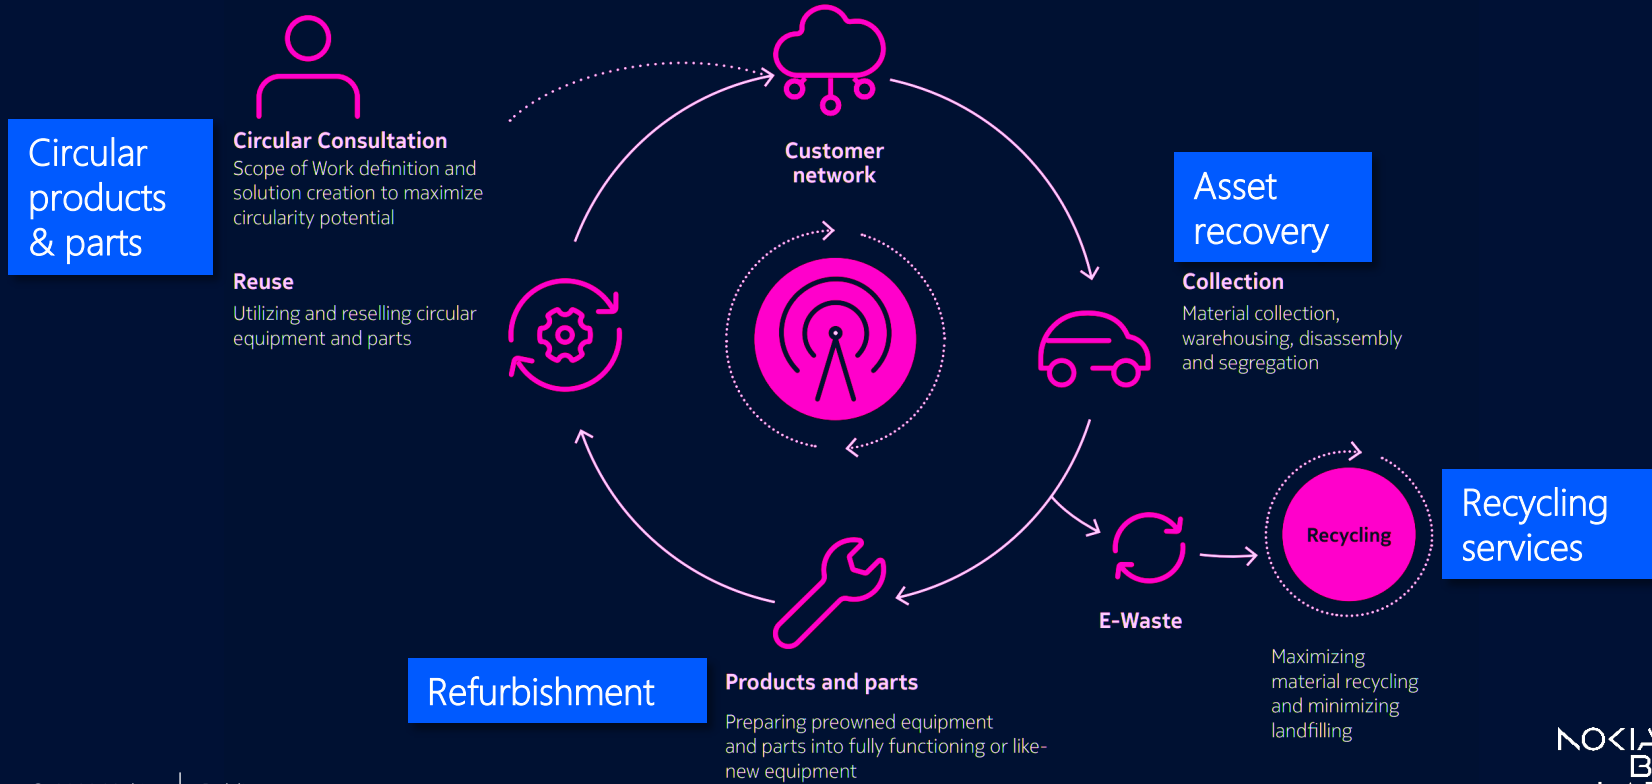 Circular
products
& parts
Circular Consultation
Scope of Work definition and
solution creation to maximize
circularity potential
Reuse
Utilizing and reselling circular
equipment and parts
Customer
network
Asset
recovery
Collection
Material collection,
warehousing, disassembly
and segregation
Recycling
Recycling
services
E-Waste
Maximizing
material recycling
and minimizing
landfilling
Refurbishment
Products and parts
Preparing preowned equipment
and parts into fully functioning or like-
new equipment
NOKIA